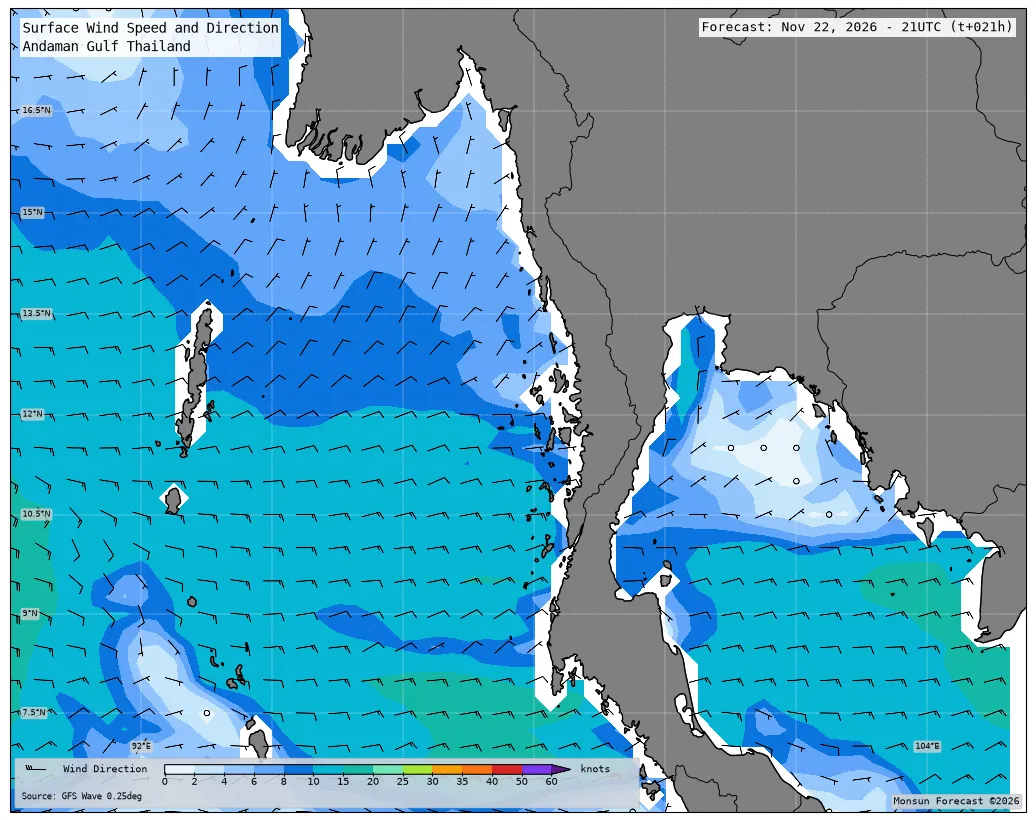 Surface Wind Speed and Direction
Andaman Gulf Thailand
Forecast: Nov 22, 2026 - 21UTC (t+021h)
16.5°N
15°N
13.5°N
12°N
10.5°N
9°N
7.5°N
92°E
104°E
Wind Direction
knots
0 2 4 6 8 10 15 20 25 30 35 40 50 60
Source: GFS Wave 0.25deg
Monsun Forecast ©2026